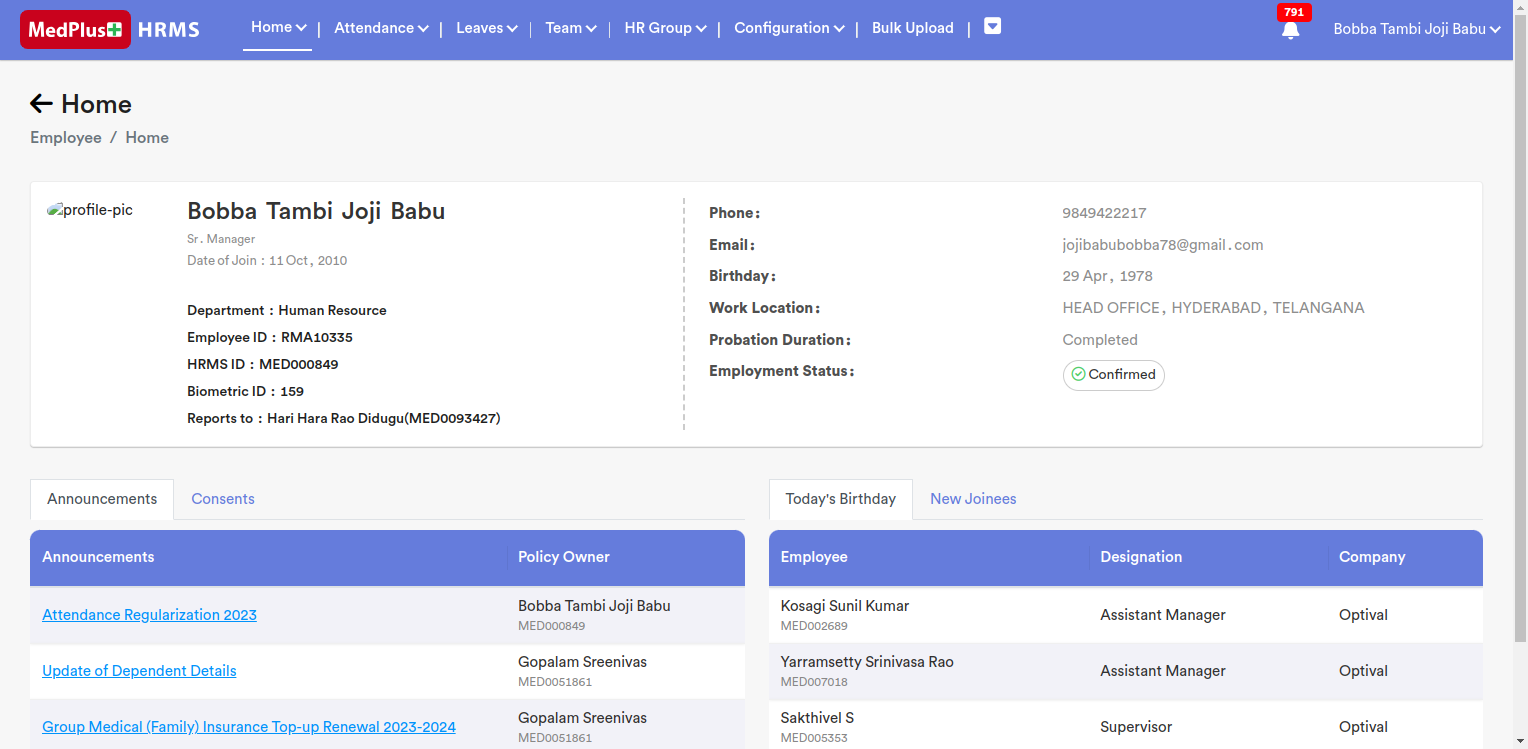 MedPlus HRMS Home | Attendance | Leaves | Team | HR Group | Configuration | Bulk Upload | 791 Bobba Tambi Joji Babu
Home
Employee / Home
profile-pic
Bobba Tambi Joji Babu
Sr. Manager
Date of Join : 11 Oct, 2010
Department : Human Resource
Employee ID : RMA10335
HRMS ID : MED000849
Biometric ID : 159
Reports to : Hari Hara Rao Didugu(MED0093427)
Phone: 9849422217
Email: jojibabubobba78@gmail.com
Birthday: 29 Apr, 1978
Work Location: HEAD OFFICE, HYDERABAD, TELANGANA
Probation Duration: Completed
Employment Status: Confirmed
Announcements Consents
Announcements Policy Owner
Attendance Regularization 2023 Bobba Tambi Joji Babu
MED000849
Update of Dependent Details Gopalam Sreenivas
MED0051861
Group Medical (Family) Insurance Top-up Renewal 2023-2024 Gopalam Sreenivas
MED0051861
Today's Birthday New Joinees
Employee Designation Company
Kosagi Sunil Kumar Assistant Manager Optival
MED002689
Yarramsetty Srinivasa Rao Assistant Manager Optival
MED007018
Sakthivel S Supervisor Optival
MED005353